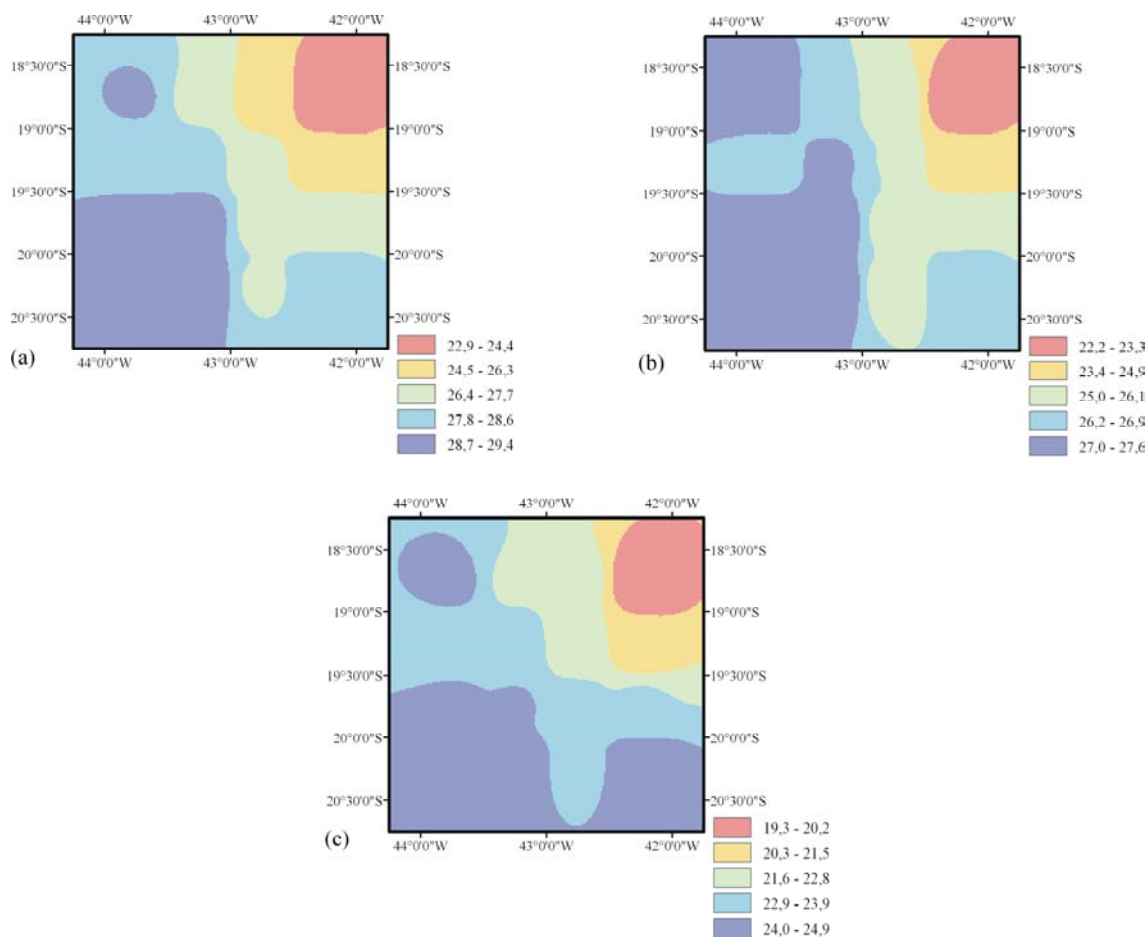 44°0'0"W 43°0'0"W 42°0'0"W
18°30'0"S 18°30'0"S
19°0'0"S 19°0'0"S
19°30'0"S 19°30'0"S
20°0'0"S 20°0'0"S
20°30'0"S 20°30'0"S
44°0'0"W 43°0'0"W 42°0'0"W
(a)
22,9 - 24,4
24,5 - 26,3
26,4 - 27,7
27,8 - 28,6
28,7 - 29,4
44°0'0"W 43°0'0"W 42°0'0"W
18°30'0"S 18°30'0"S
19°0'0"S 19°0'0"S
19°30'0"S 19°30'0"S
20°0'0"S 20°0'0"S
20°30'0"S 20°30'0"S
44°0'0"W 43°0'0"W 42°0'0"W
(b)
22,2 - 23,3
23,4 - 24,9
25,0 - 26,1
26,2 - 26,9
27,0 - 27,6
44°0'0"W 43°0'0"W 42°0'0"W
18°30'0"S 18°30'0"S
19°0'0"S 19°0'0"S
19°30'0"S 19°30'0"S
20°0'0"S 20°0'0"S
20°30'0"S 20°30'0"S
44°0'0"W 43°0'0"W 42°0'0"W
(c)
19,3 - 20,2
20,3 - 21,5
21,6 - 22,8
22,9 - 23,9
24,0 - 24,9